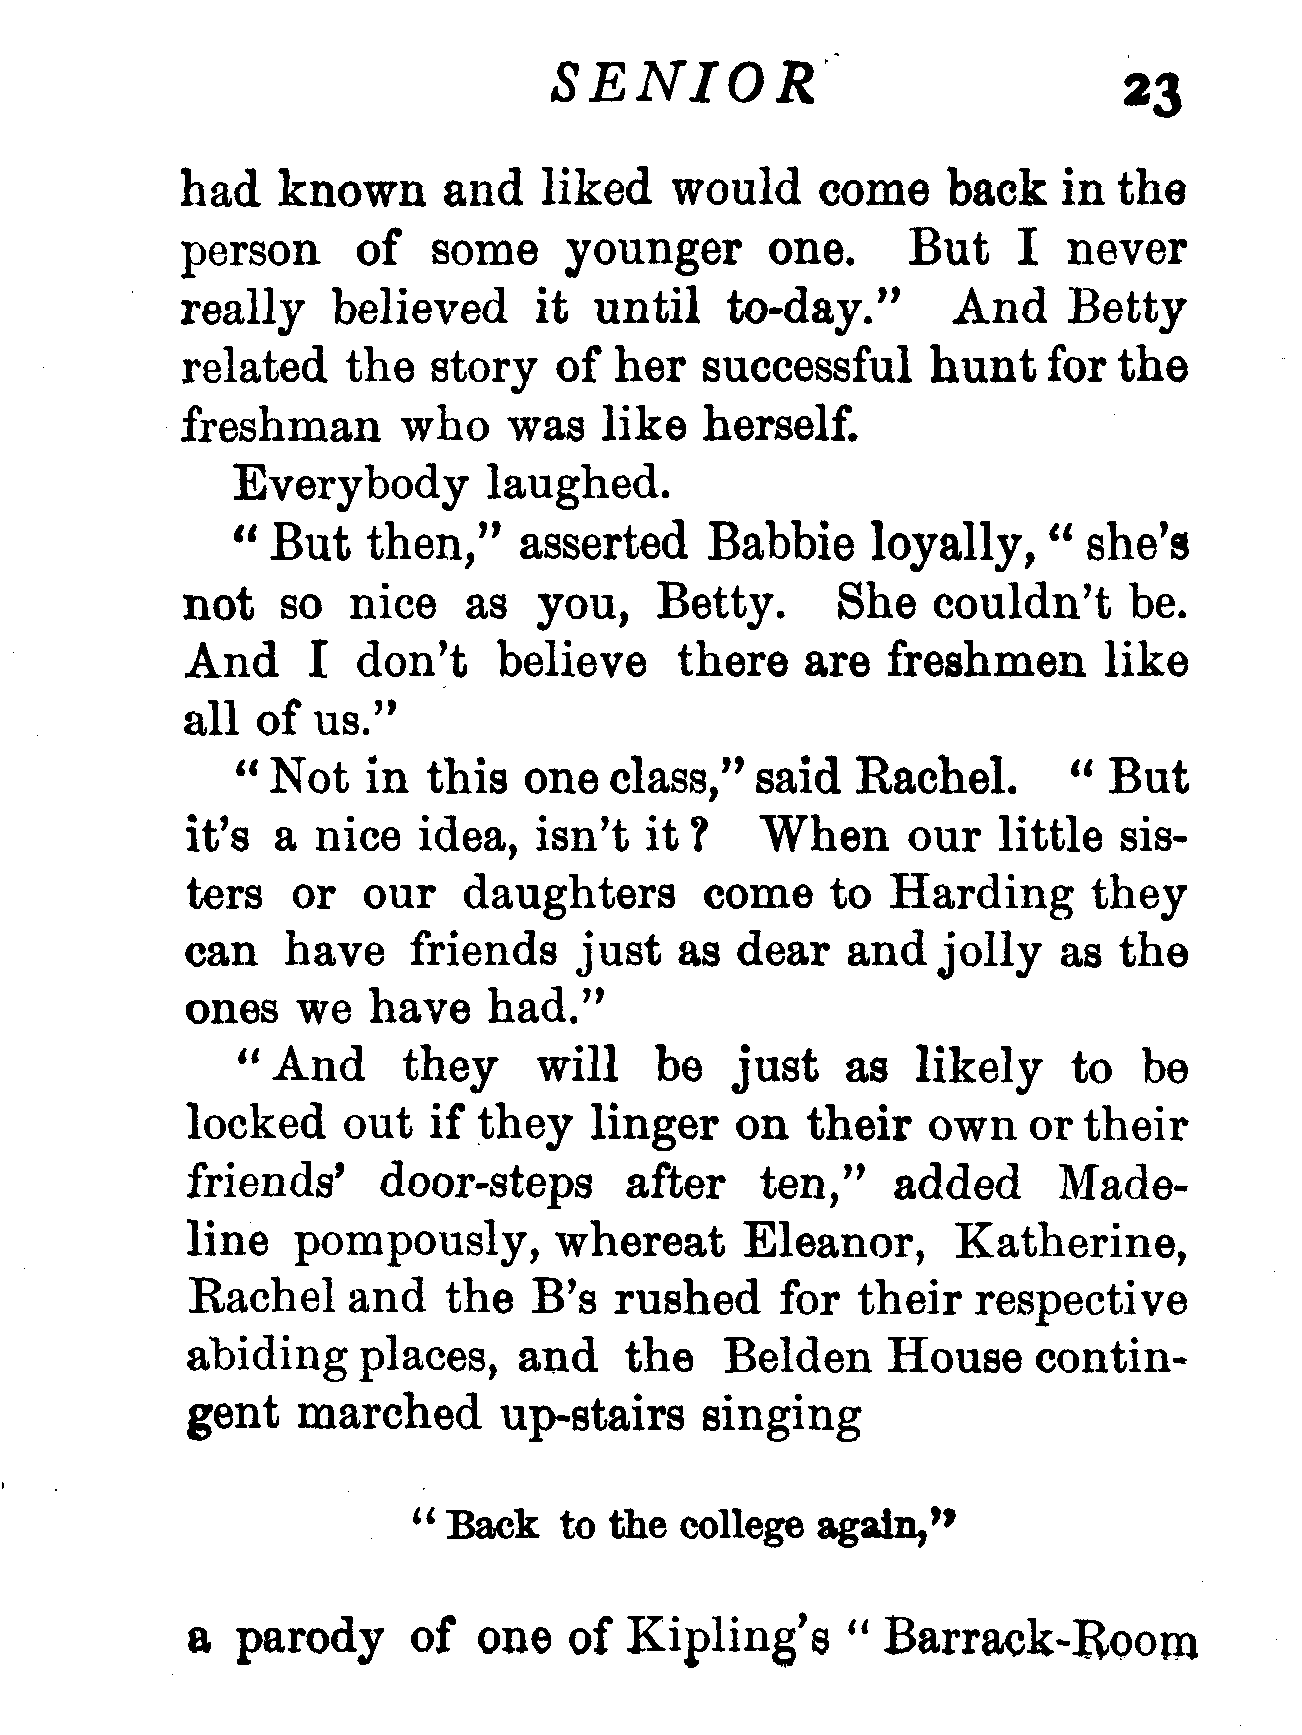 SENIOR 23
had known and liked would come back in the
person of some younger one. But I never
really believed it until to-day.” And Betty
related the story of her successful hunt for the
freshman who was like herself.
Everybody laughed.
“ But then,” asserted Babbie loyally, “ she’s
not so nice as you, Betty. She couldn’t be.
And I don’t believe there are freshmen like
all of us.”
“ Not in this one class,” said Rachel. “ But
it’s a nice idea, isn’t it ? When our little sis-
ters or our daughters come to Harding they
can have friends just as dear and jolly as the
ones we have had.”
“ And they will be just as likely to be
locked out if they linger on their own or their
friends’ door-steps after ten,” added Made-
line pompously, whereat Eleanor, Katherine,
Rachel and the B’s rushed for their respective
abiding places, and the Belden House contin-
gent marched up-stairs singing
“ Back to the college again,”
a parody of one of Kipling’s “ Barrack-Room